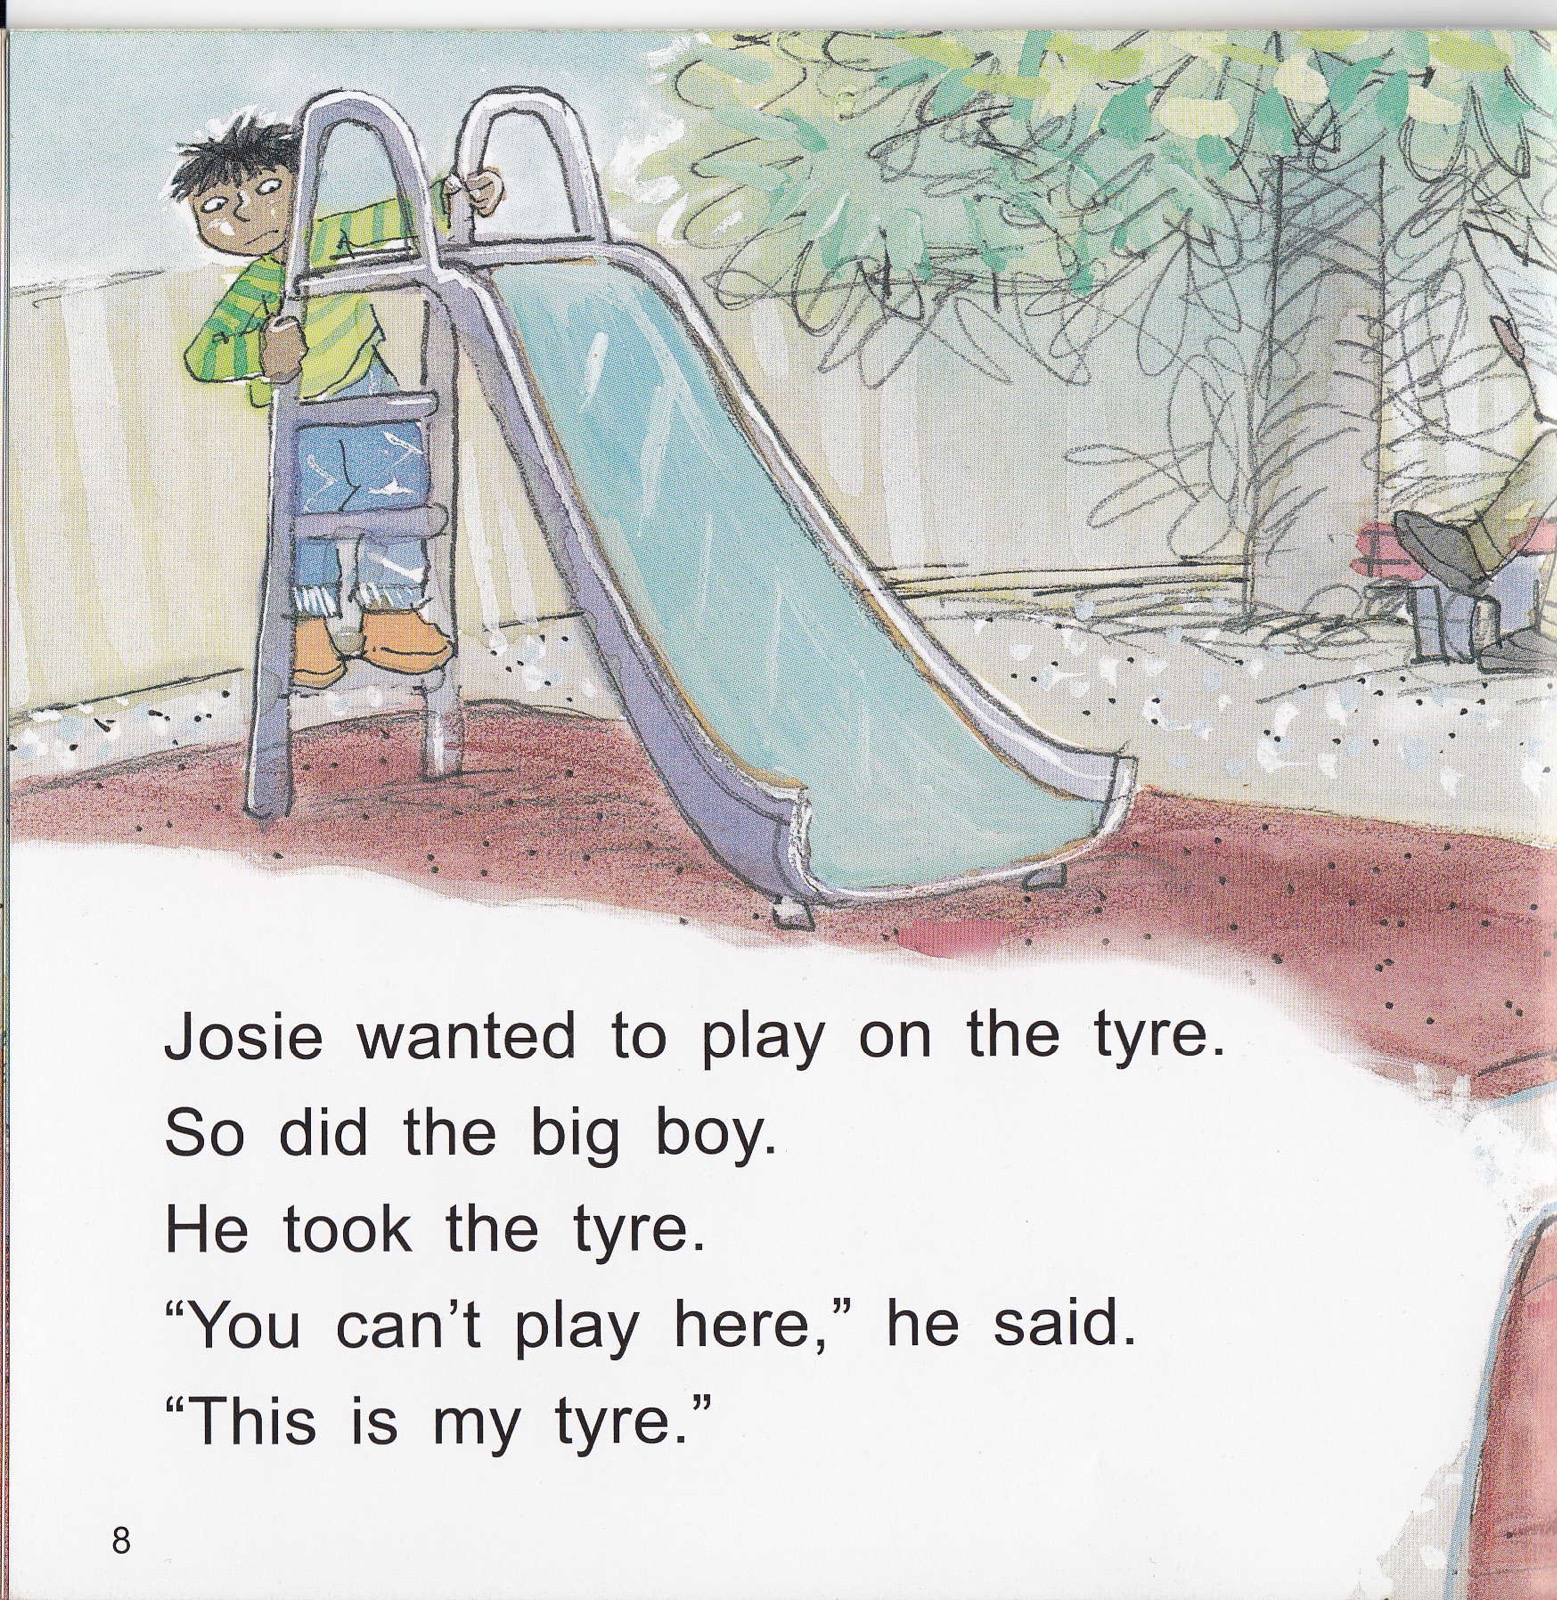 Josie wanted to play on the tyre.
So did the big boy.
He took the tyre.
“You can’t play here,” he said.
“This is my tyre.”
8